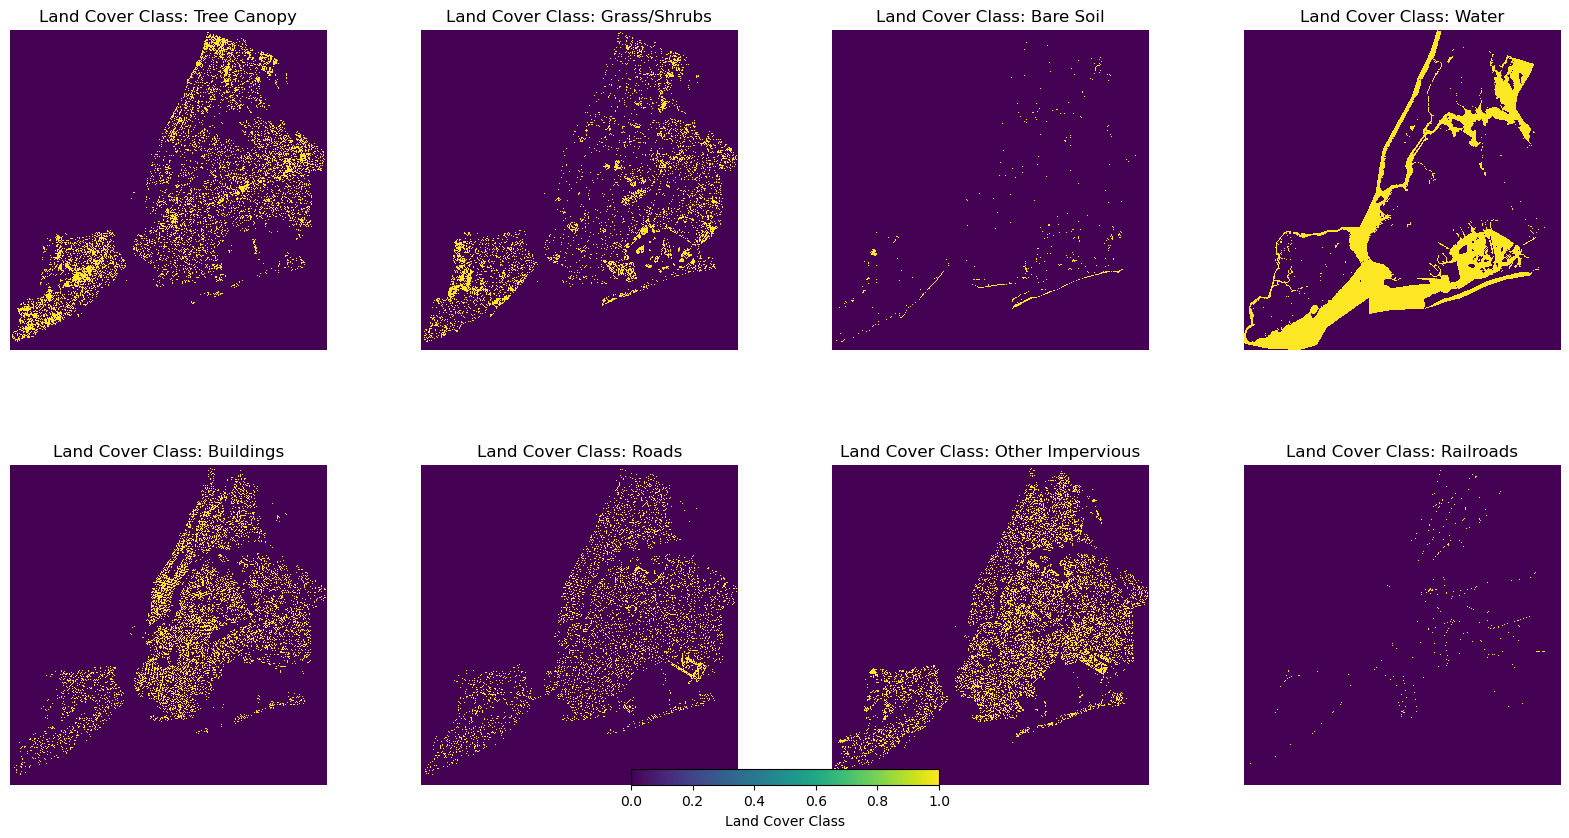 Land Cover Class: Tree Canopy
Land Cover Class: Grass/Shrubs
Land Cover Class: Bare Soil
Land Cover Class: Water
Land Cover Class: Buildings
Land Cover Class: Roads
Land Cover Class: Other Impervious
Land Cover Class: Railroads
0.0 0.2 0.4 0.6 0.8 1.0
Land Cover Class